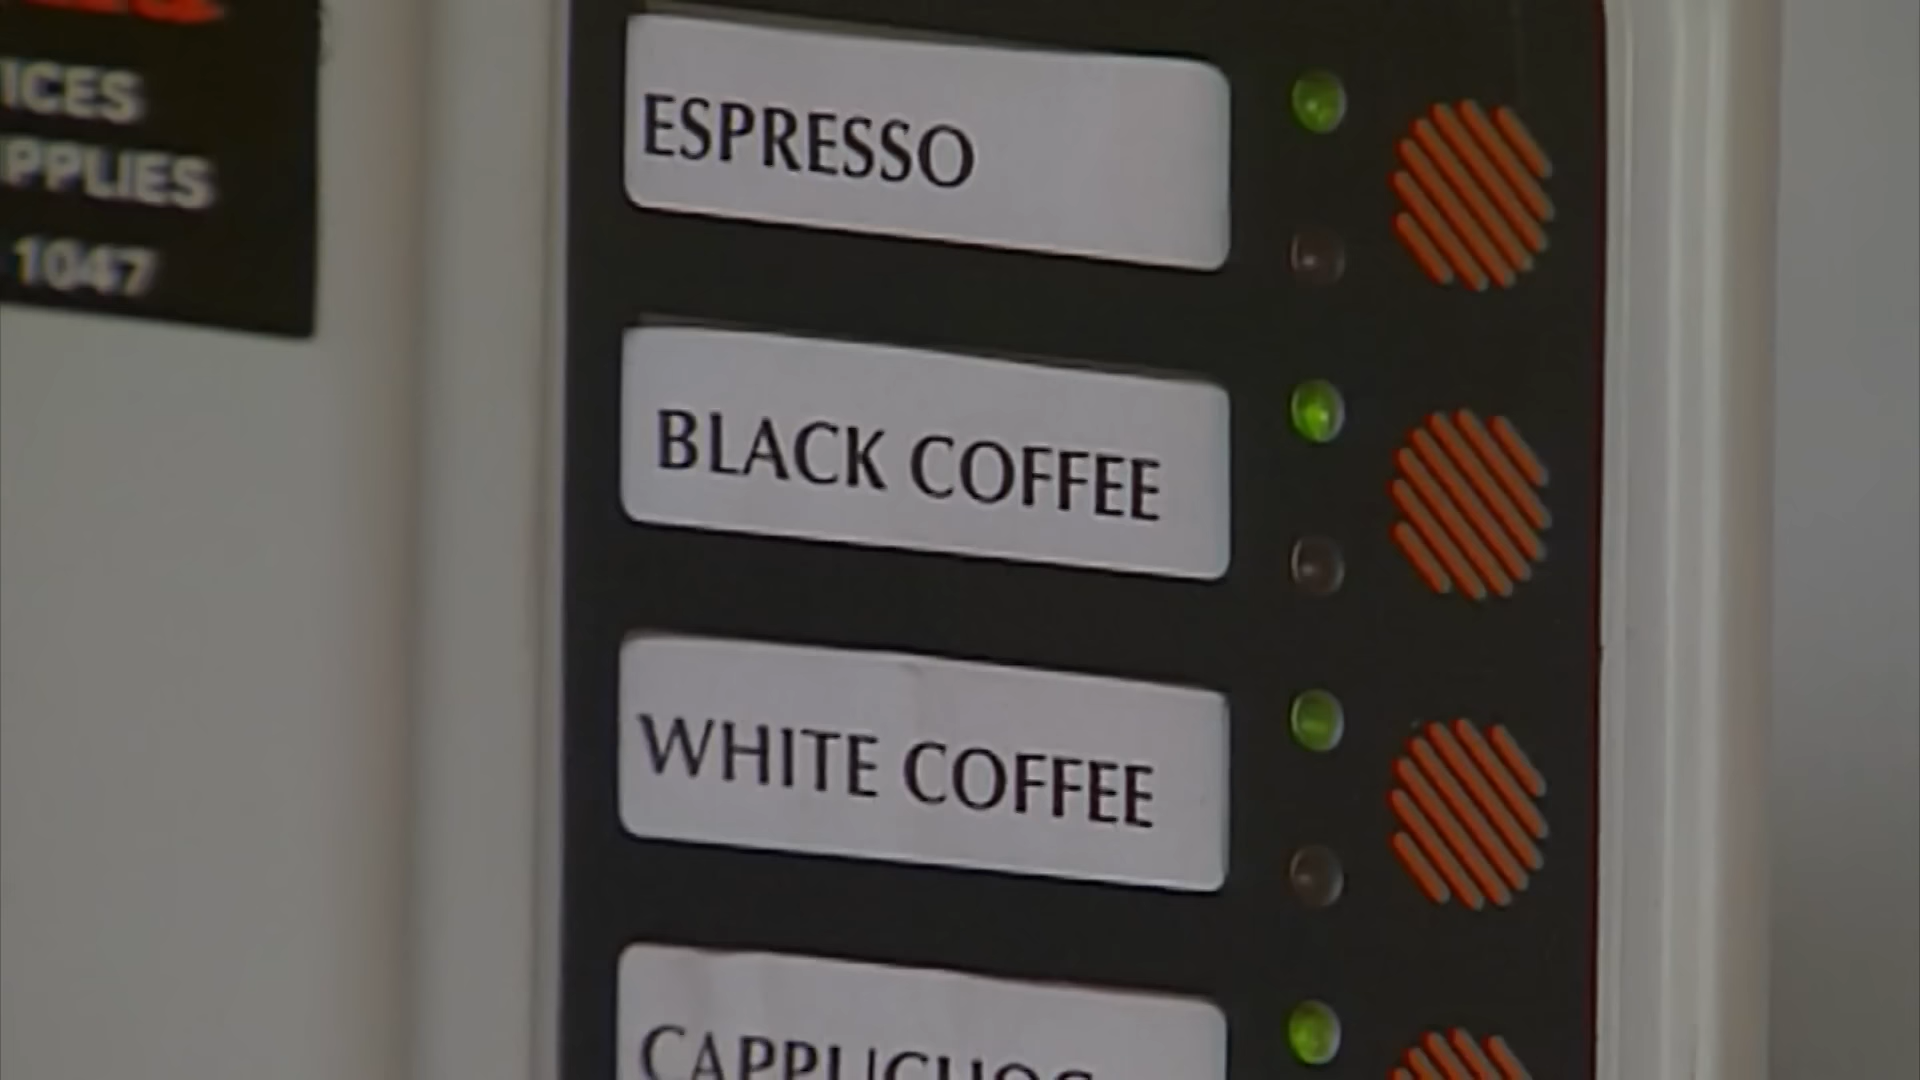 ICES
PPLIES
1047
ESPRESSO
BLACK COFFEE
WHITE COFFEE